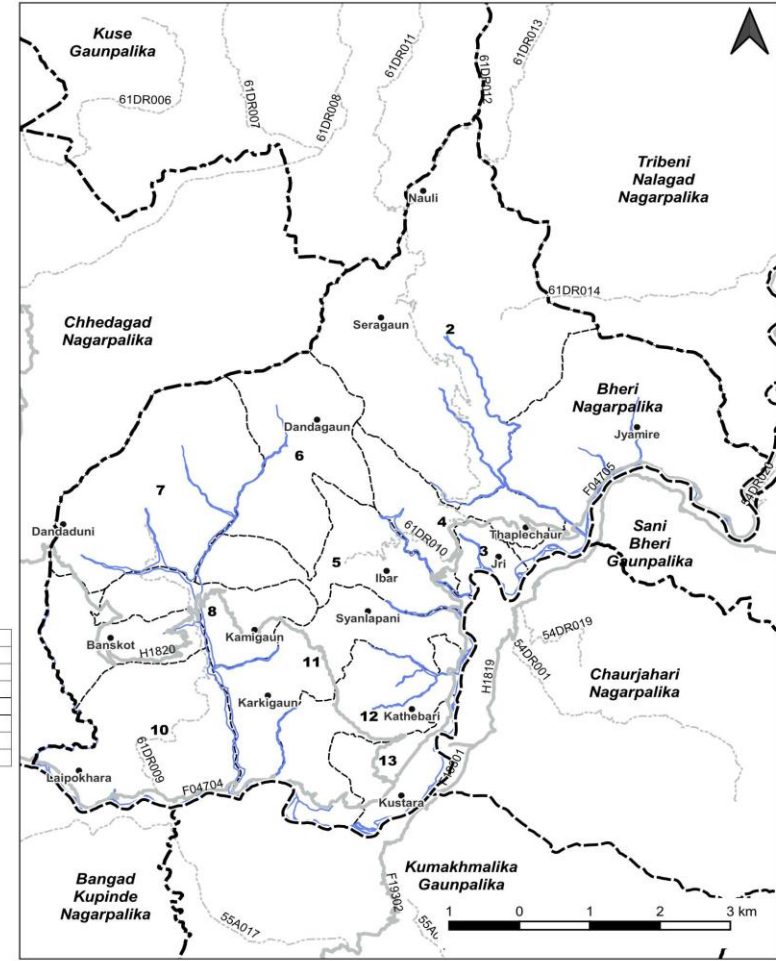 Kuse
Gaunpalika
61DR006
61DR007
61DR008
61DR011
61DR012
61DR013
Tribeni
Nalagad
Nagarpalika
Nauli
61DR014
Chhedagad
Nagarpalika
Seragaun
2
Bheri
Nagarpalika
Jyamire
Dandagaun
6
7
F04705
54DR020
Dandaduni
4
61DR010
Thaplechaur
3
Jri
Sani
Bheri
Gaunpalika
5
Ibar
8
Syanlapani
Kamigaun
Banskot
H1820
11
54DR019
54DR001
H1819
Chaurjahari
Nagarpalika
Karkigaun
12
Kathebari
10
61DR009
13
Laipokhara
F04704
Kustara
Kumakhmalika
Gaunpalika
Bangad
Kupinde
Nagarpalika
F19302
55A017
1 0 1 2 3 km